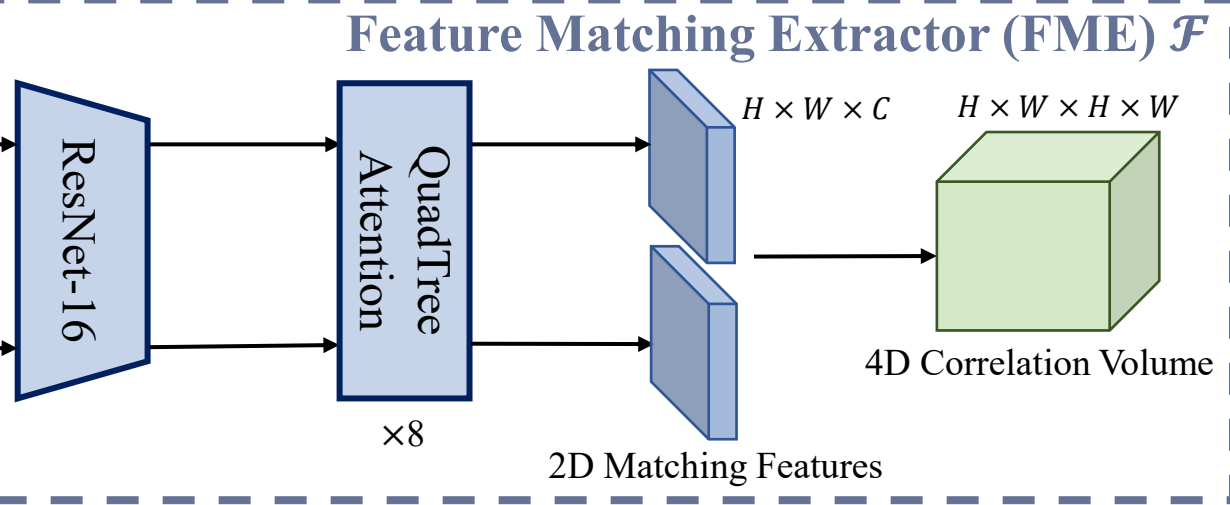 Feature Matching Extractor (FME) ℱ
H × W × C
H × W × H × W
ResNet-16
QuadTree
Attention
×8
4D Correlation Volume
2D Matching Features